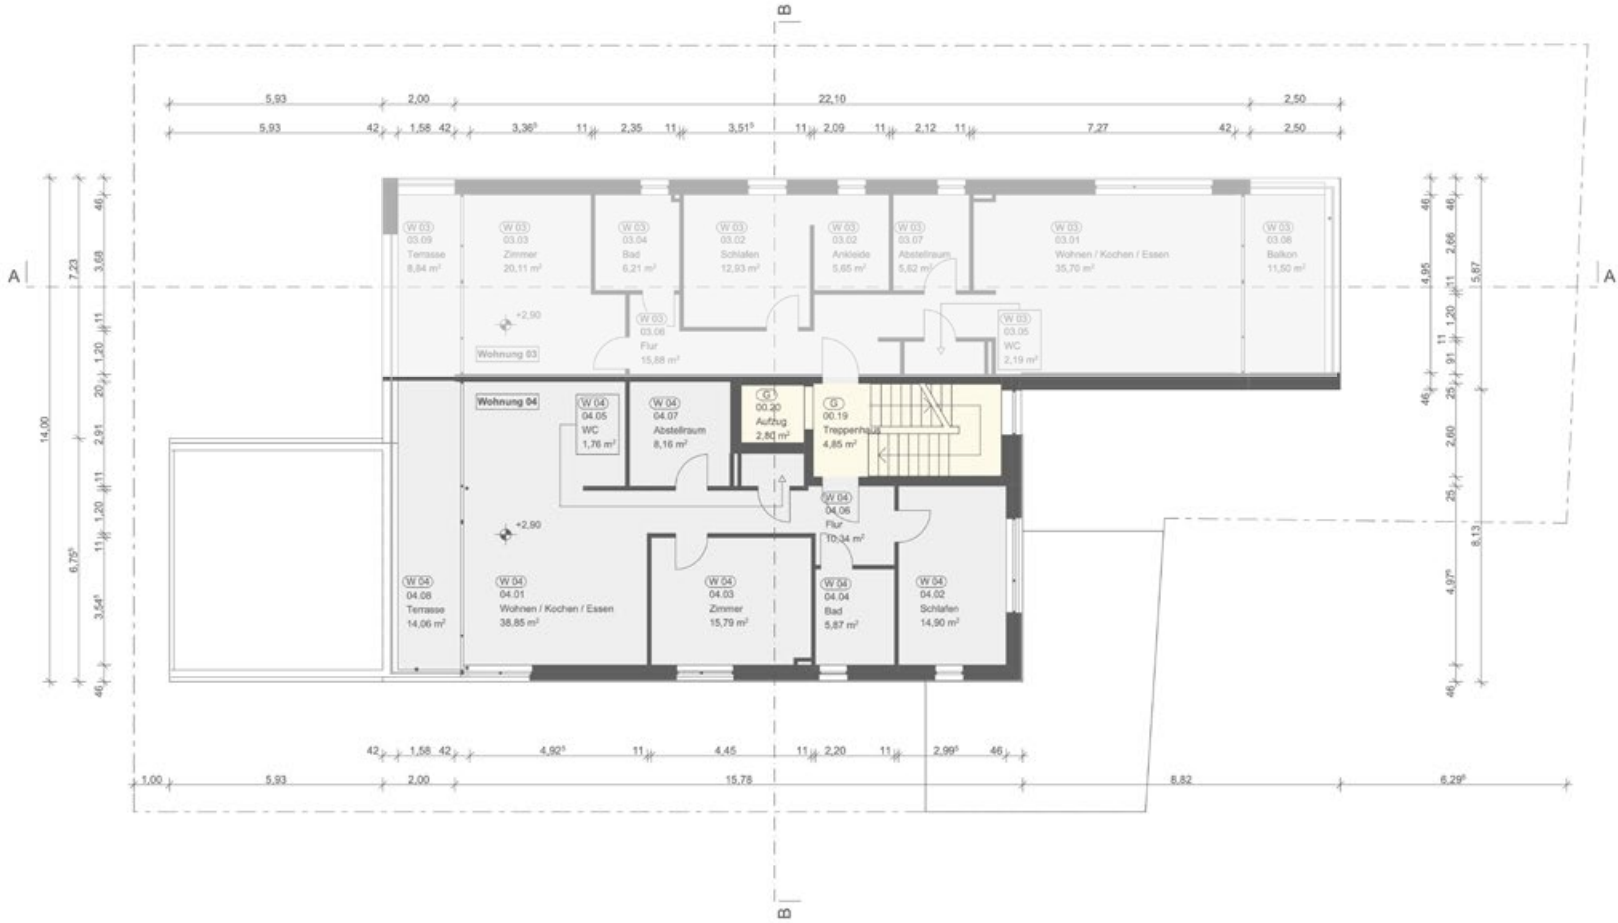 B
5,93
2,00
22,10
2,50
5,93
42
1,58
42
3,36⁵
11
2,35
11
3,51⁵
11
2,09
11
2,12
11
7,27
42
2,50
A
A
14,00
7,23
6,75⁵
46
3,68
11
1,20
20
2,91
11
1,20
11
3,54⁵
46
W 03
03.09
Terrasse
8,84 m²
W 03
03.03
Zimmer
20,11 m²
W 03
03.04
Bad
6,21 m²
W 03
03.02
Schlafen
12,93 m²
W 03
03.02
Ankleide
5,65 m²
W 03
03.07
Abstellraum
5,62 m²
W 03
03.01
Wohnen / Kochen / Essen
35,70 m²
W 03
03.08
Balkon
11,50 m²
+2,90
Wohnung 03
W 03
03.06
Flur
15,88 m²
W 03
03.05
WC
2,19 m²
46
4,95
46
46
2,66
11
1,20
11
91
25
2,60
25
4,97⁵
46
5,87
8,13
Wohnung 04
W 04
04.05
WC
1,76 m²
W 04
04.07
Abstellraum
8,16 m²
G
00.20
Aufzug
2,80 m²
G
00.19
Treppenhaus
4,85 m²
+2,90
W 04
04.06
Flur
10,34 m²
W 04
04.08
Terrasse
14,06 m²
W 04
04.01
Wohnen / Kochen / Essen
38,85 m²
W 04
04.03
Zimmer
15,79 m²
W 04
04.04
Bad
5,87 m²
W 04
04.02
Schlafen
14,90 m²
42
1,58
42
4,92⁵
11
4,45
11
2,20
11
2,99⁵
46
1,00
5,93
2,00
15,78
8,82
6,29⁵
B